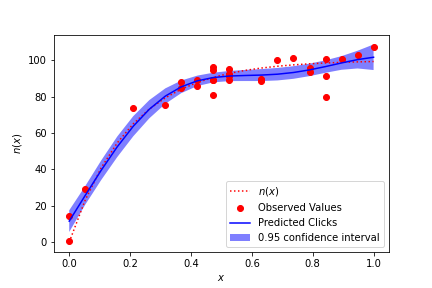 100
80
60
40
20
0
n(x)
n(x)
Observed Values
Predicted Clicks
0.95 confidence interval
0.0 0.2 0.4 0.6 0.8 1.0
x